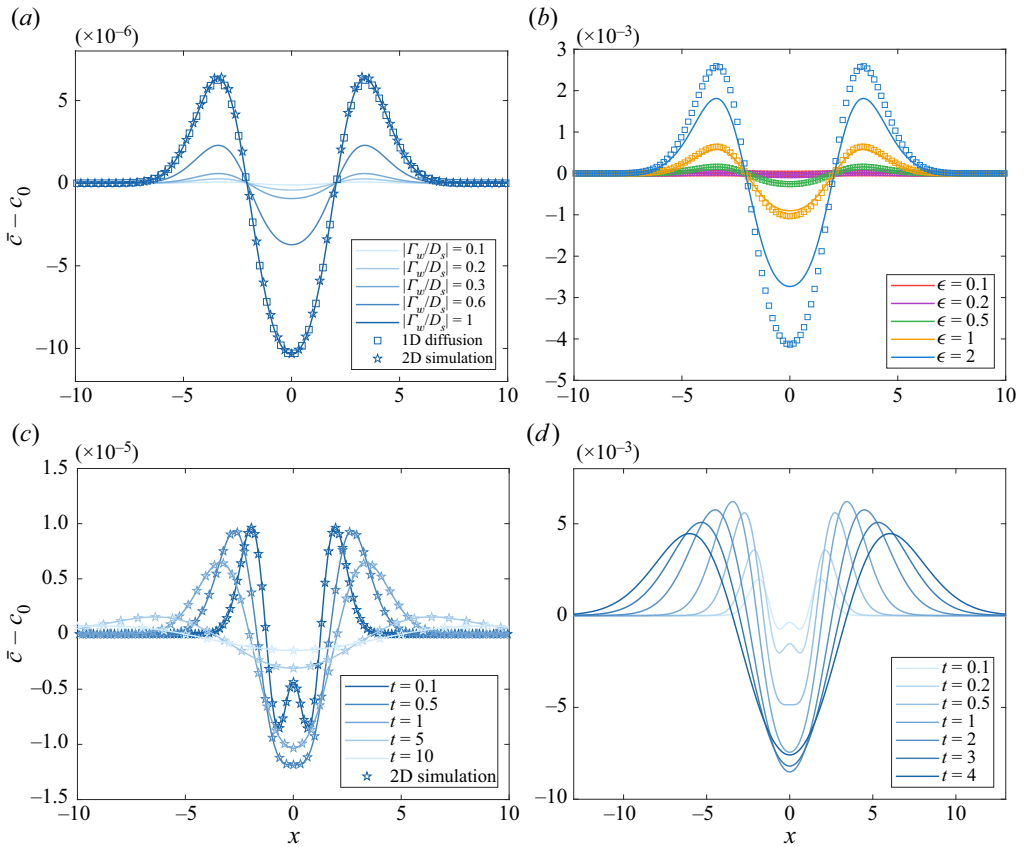 (a)
(×10⁻⁶)
5
0
−5
−10
c̄ − c₀
−10 −5 0 5 10
|Γ_w/D_s| = 0.1
|Γ_w/D_s| = 0.2
|Γ_w/D_s| = 0.3
|Γ_w/D_s| = 0.6
|Γ_w/D_s| = 1
1D diffusion
2D simulation
(b)
(×10⁻³)
3
2
1
0
−1
−2
−3
−4
−5
−10 −5 0 5 10
ϵ = 0.1
ϵ = 0.2
ϵ = 0.5
ϵ = 1
ϵ = 2
(c)
(×10⁻⁵)
1.5
1.0
0.5
0
−0.5
−1.0
−1.5
c̄ − c₀
−10 −5 0 5 10
x
t = 0.1
t = 0.5
t = 1
t = 5
t = 10
2D simulation
(d)
(×10⁻³)
5
0
−5
−10
−10 −5 0 5 10
x
t = 0.1
t = 0.2
t = 0.5
t = 1
t = 2
t = 3
t = 4